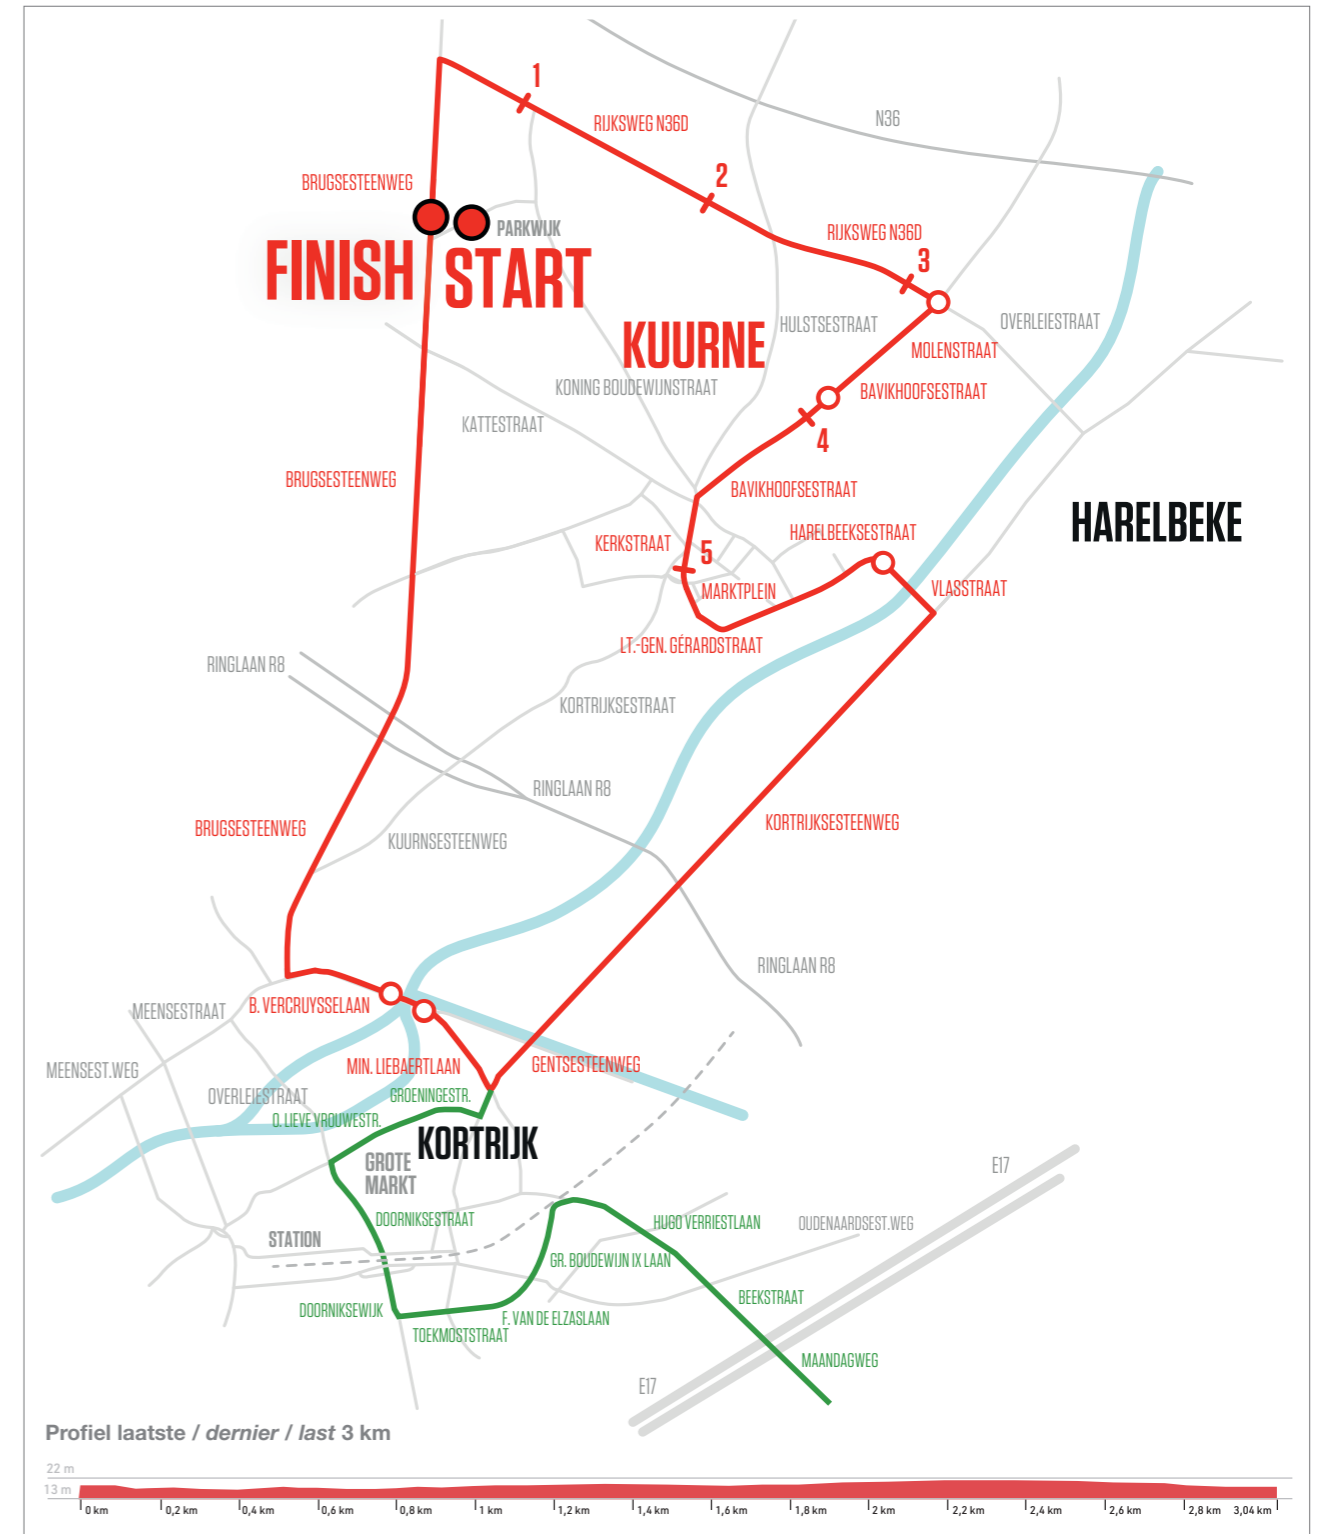 1
RIJKSWEG N36D
N36
2
BRUGSESTEENWEG
PARKWIJK
RIJKSWEG N36D
3
FINISH
START
HULSTSESTRAAT
OVERLEIESTRAAT
KUURNE
MOLENSTRAAT
KONING BOUDEWIJNSTRAAT
BAVIKHOOFSESTRAAT
KATTESTRAAT
4
BRUGSESTEENWEG
BAVIKHOOFSESTRAAT
HARELBEKE
HARELBEEKSESTRAAT
KERKSTRAAT
5
MARKTPLEIN
VLASSTRAAT
LT.-GEN. GÉRARDSTRAAT
RINGLAAN R8
KORTRIJKSESTRAAT
RINGLAAN R8
BRUGSESTEENWEG
KUURNSESTEENWEG
KORTRIJKSESTEENWEG
RINGLAAN R8
MEENSESTRAAT
B. VERCRUYSSELAAN
MEENSEST.WEG
MIN. LIEBAERTLAAN
GENTSESTEENWEG
OVERLEIESTRAAT
GROENINGESTR.
O. LIEVE VROUWESTR.
KORTRIJK
GROTE
MARKT
E17
DOORNIKSESTRAAT
HUGO VERRIESTLAAN
OUDENAARDSEST.WEG
STATION
GR. BOUDEWIJN IX LAAN
BEEKSTRAAT
DOORNIKSEWIJK
F. VAN DE ELZASLAAN
TOEKMOSTSTRAAT
MAANDAGWEG
E17
Profiel laatste / dernier / last 3 km
22 m
13 m
0 km 0,2 km 0,4 km 0,6 km 0,8 km 1 km 1,2 km 1,4 km 1,6 km 1,8 km 2 km 2,2 km 2,4 km 2,6 km 2,8 km 3,04 km